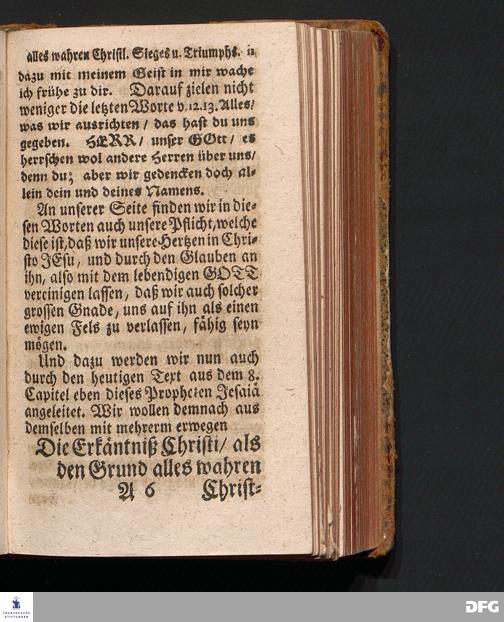 alles wahren Christl. Sieges u. Triumphs. 11
dazu mit meinem Geist in mir wache
ich frühe zu dir. Darauf zielen nicht
weniger die letzten Worte v.12.13. Alles/
was wir ausrichten / das hast du uns
gegeben. HERR/ unser GOtt/ es
herrschen wol andere Herren über uns/
denn du; aber wir gedencken doch al-
lein dein und deines Namens.
An unserer Seite finden wir in die-
sen Worten auch unsere Pflicht, welche
diese ist, daß wir unsere Hertzen in Chri-
sto JEsu, und durch den Glauben an
ihn, also mit dem lebendigen GOTT
vereinigen lassen, daß wir auch solcher
grossen Gnade, uns auf ihn als einen
ewigen Fels zu verlassen, fähig seyn
mögen.
Und dazu werden wir nun auch
durch den heutigen Text aus dem 8.
Capitel eben dieses Propheten Jesaiä
angeleitet. Wir wollen demnach aus
demselben mit mehrerm erwegen
Die Erkäntniß Christi/ als
den Grund alles wahren
A 6 Christ-
FRANCKESCHE
STIFTUNGEN
DFG